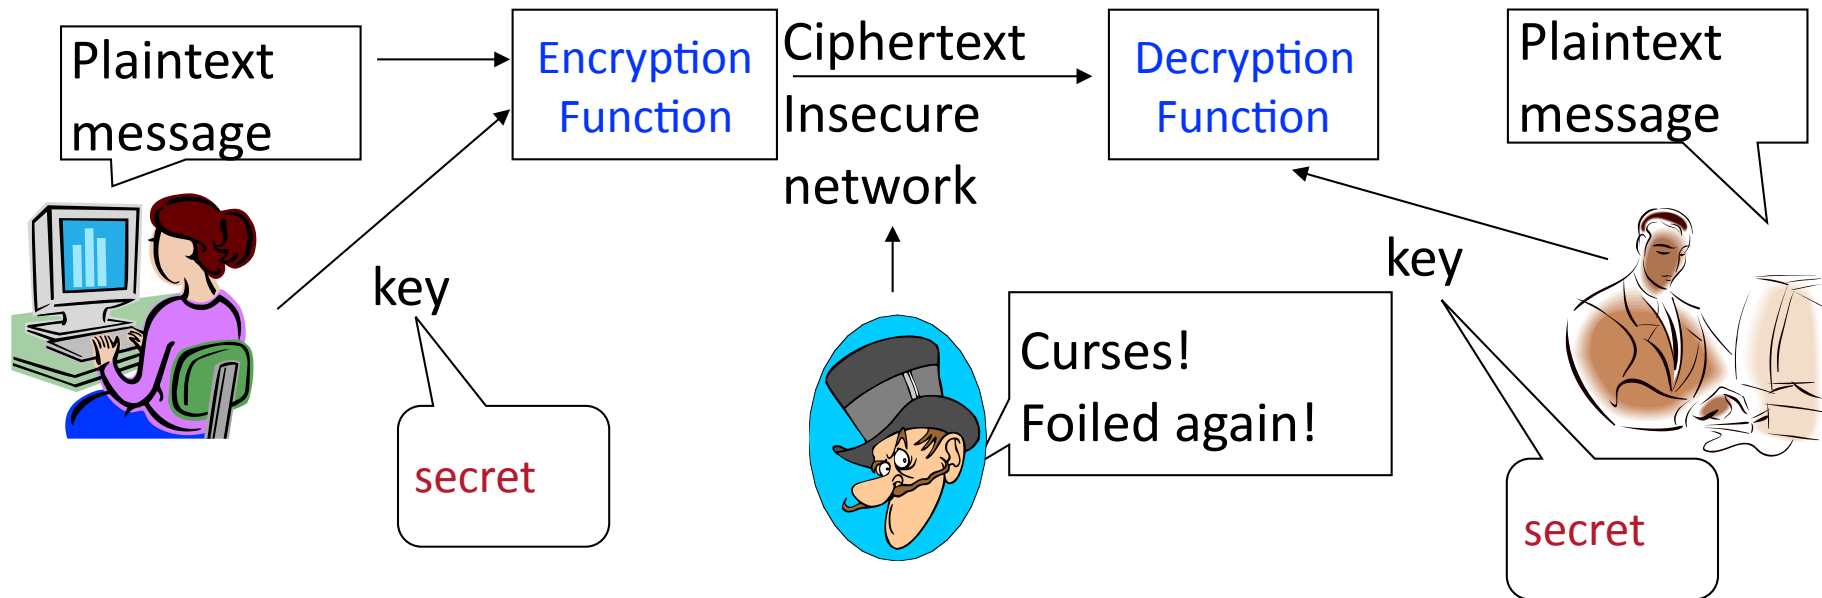 Plaintext
message
Encryption
Function
Ciphertext
Insecure
network
Decryption
Function
Plaintext
message
key
secret
Curses!
Foiled again!
key
secret